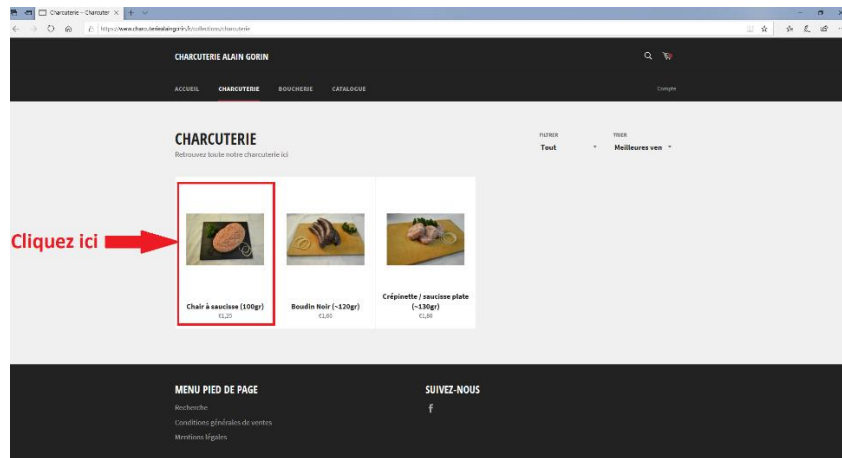 Charcuterie – Charcuter
CHARCUTERIE ALAIN GORIN
ACCUEIL CHARCUTERIE BOUCHERIE CATALOGUE Compte
CHARCUTERIE
Retrouvez toute notre charcuterie ici
FILTRER TRIER
Tout Meilleures ven
Cliquez ici
Chair à saucisse (100gr)
€1,25
Boudin Noir (~120gr)
Crépinette / saucisse plate
(~130gr)
MENU PIED DE PAGE SUIVEZ-NOUS
Recherche
Conditions générales de ventes
Mentions légales